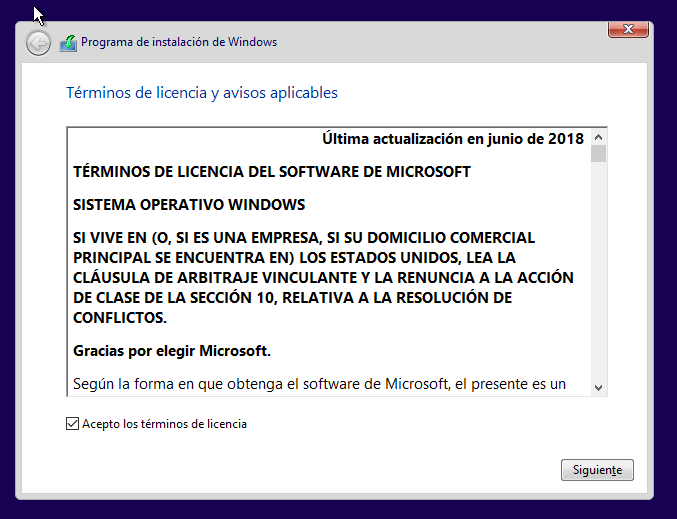 Programa de instalación de Windows
Términos de licencia y avisos aplicables
Última actualización en junio de 2018
TÉRMINOS DE LICENCIA DEL SOFTWARE DE MICROSOFT
SISTEMA OPERATIVO WINDOWS
SI VIVE EN (O, SI ES UNA EMPRESA, SI SU DOMICILIO COMERCIAL
PRINCIPAL SE ENCUENTRA EN) LOS ESTADOS UNIDOS, LEA LA
CLÁUSULA DE ARBITRAJE VINCULANTE Y LA RENUNCIA A LA ACCIÓN
DE CLASE DE LA SECCIÓN 10, RELATIVA A LA RESOLUCIÓN DE
CONFLICTOS.
Gracias por elegir Microsoft.
Según la forma en que obtenga el software de Microsoft, el presente es un
Acepto los términos de licencia
Siguiente